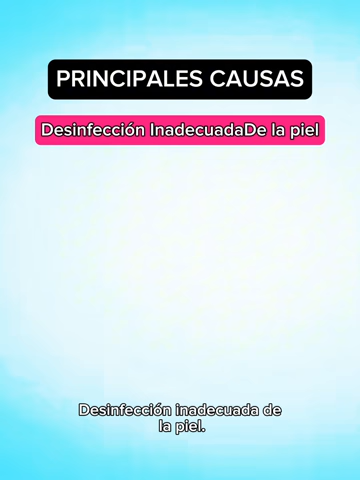 PRINCIPALES CAUSAS
Desinfección InadecuadaDe la piel
Desinfección inadecuada de
la piel.